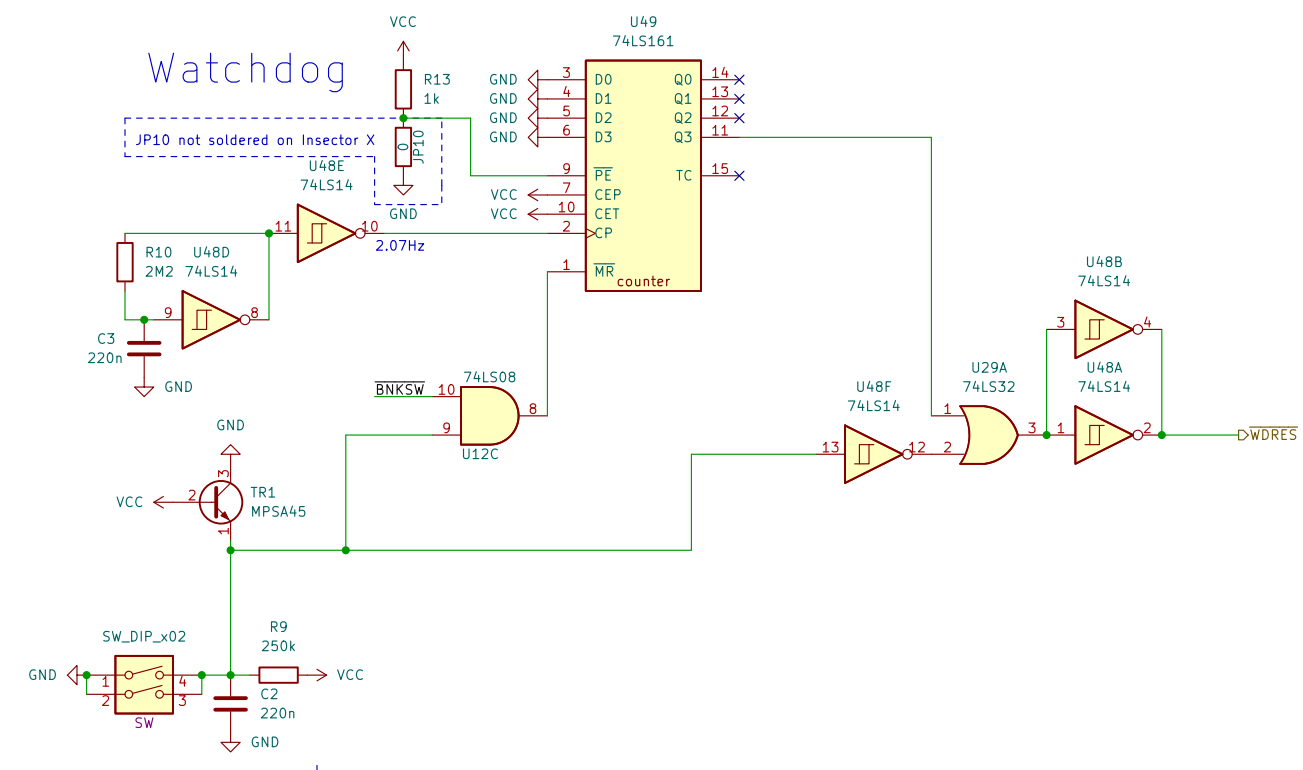 VCC
U49
74LS161
Watchdog
R13
1k
JP10 not soldered on Insector X
0
JP10
GND
GND 3 D0
GND 4 D1
GND 5 D2
GND 6 D3
9 PE
VCC 7 CEP
VCC 10 CET
2 CP
1 MR
counter
Q0 14
Q1 13
Q2 12
Q3 11
TC 15
U48E
74LS14
11
10
2.07Hz
R10
2M2
U48D
74LS14
9
8
C3
220n
GND
74LS08
BNKSW 10
9
8
U12C
U48B
74LS14
3
4
U29A
74LS32
1
2
3
U48A
74LS14
1
2
WDRES
U48F
74LS14
13
12
GND
3
VCC
2
TR1
MPSA45
1
SW_DIP_x02
GND
1
2
4
3
SW
R9
250k
VCC
C2
220n
GND